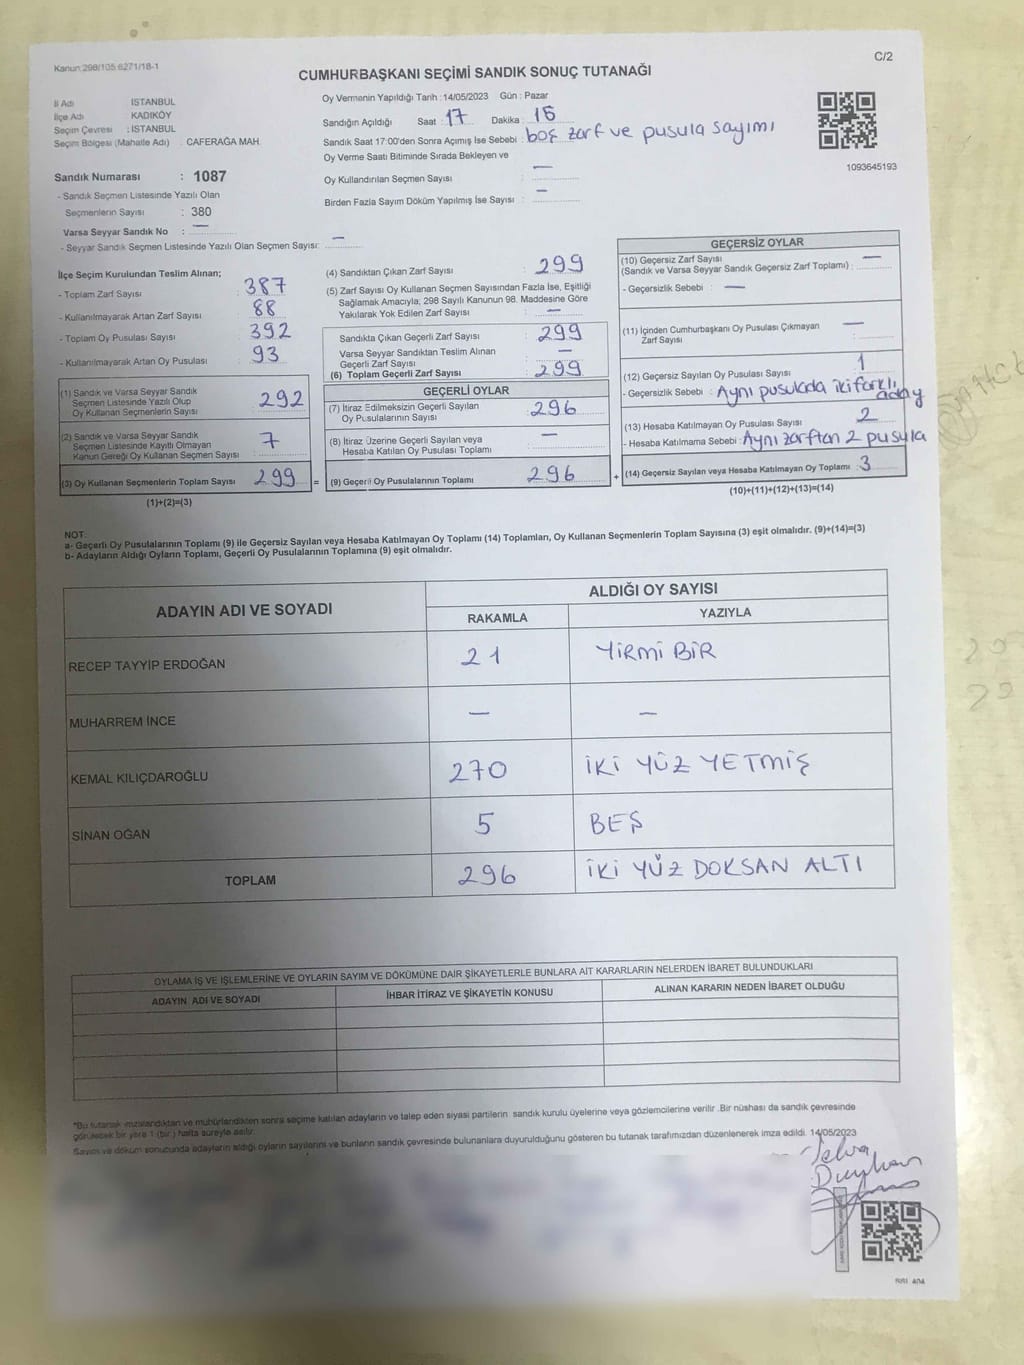 Kanun:298/105.6271/18-1
C/2
CUMHURBAŞKANI SEÇİMİ SANDIK SONUÇ TUTANAĞI
İl Adı İSTANBUL
İlçe Adı KADIKÖY
Seçim Çevresi : İSTANBUL
Seçim Bölgesi (Mahalle Adı) : CAFERAĞA MAH.
Sandık Numarası : 1087
- Sandık Seçmen Listesinde Yazılı Olan
Seçmenlerin Sayısı : 380
Varsa Seyyar Sandık No : —
- Seyyar Sandık Seçmen Listesinde Yazılı Olan Seçmen Sayısı: —
Oy Vermenin Yapıldığı Tarih : 14/05/2023 Gün : Pazar
Sandığın Açıldığı Saat : 17 Dakika : 15
Sandık Saat 17:00'den Sonra Açımış İse Sebebi : boş zarf ve pusula sayımı
Oy Verme Saati Bitiminde Sırada Bekleyen ve
Oy Kullandırılan Seçmen Sayısı : —
Birden Fazla Sayım Döküm Yapılmış İse Sayısı : —
1093645193
İlçe Seçim Kurulundan Teslim Alınan;
- Toplam Zarf Sayısı : 387
- Kullanılmayarak Artan Zarf Sayısı : 88
- Toplam Oy Pusulası Sayısı : 392
- Kullanılmayarak Artan Oy Pusulası : 93
(1) Sandık ve Varsa Seyyar Sandık
Seçmen Listesinde Yazılı Olup
Oy Kullanan Seçmenlerin Sayısı : 292
(2) Sandık ve Varsa Seyyar Sandık
Seçmen Listesinde Kayıtlı Olmayan
Kanun Gereği Oy Kullanan Seçmen Sayısı : 7
(3) Oy Kullanan Seçmenlerin Toplam Sayısı : 299 =
(1)+(2)=(3)
(4) Sandıktan Çıkan Zarf Sayısı : 299
(5) Zarf Sayısı Oy Kullanan Seçmen Sayısından Fazla İse, Eşitliği
Sağlamak Amacıyla; 298 Sayılı Kanunun 98. Maddesine Göre
Yakılarak Yok Edilen Zarf Sayısı : —
Sandıkta Çıkan Geçerli Zarf Sayısı : 299
Varsa Seyyar Sandıktan Teslim Alınan
Geçerli Zarf Sayısı : —
(6) Toplam Geçerli Zarf Sayısı : 299
GEÇERLİ OYLAR
(7) İtiraz Edilmeksizin Geçerli Sayılan
Oy Pusulalarının Sayısı : 296
(8) İtiraz Üzerine Geçerli Sayılan veya
Hesaba Katılan Oy Pusulası Toplamı : —
(9) Geçerli Oy Pusulalarının Toplamı : 296 +
GEÇERSİZ OYLAR
(10) Geçersiz Zarf Sayısı
(Sandık ve Varsa Seyyar Sandık Geçersiz Zarf Toplamı) : —
- Geçersizlik Sebebi : —
(11) İçinden Cumhurbaşkanı Oy Pusulası Çıkmayan
Zarf Sayısı : —
(12) Geçersiz Sayılan Oy Pusulası Sayısı : 1
- Geçersizlik Sebebi : Aynı pusulada iki farklı aday
(13) Hesaba Katılmayan Oy Pusulası Sayısı : 2
- Hesaba Katılmama Sebebi : Aynı zarftan 2 pusula
(14) Geçersiz Sayılan veya Hesaba Katılmayan Oy Toplamı : 3
(10)+(11)+(12)+(13)=(14)
NOT:
a- Geçerli Oy Pusulalarının Toplamı (9) ile Geçersiz Sayılan veya Hesaba Katılmayan Oy Toplamı (14) Toplamları, Oy Kullanan Seçmenlerin Toplam Sayısına (3) eşit olmalıdır. (9)+(14)=(3)
b- Adayların Aldığı Oyların Toplamı, Geçerli Oy Pusulalarının Toplamına (9) eşit olmalıdır.
ADAYIN ADI VE SOYADI ALDIĞI OY SAYISI
RAKAMLA YAZIYLA
RECEP TAYYİP ERDOĞAN 21 YİRMİ BİR
MUHARREM İNCE — —
KEMAL KILIÇDAROĞLU 270 İKİ YÜZ YETMİŞ
SİNAN OĞAN 5 BEŞ
TOPLAM 296 İKİ YÜZ DOKSAN ALTI
OYLAMA İŞ VE İŞLEMLERİNE VE OYLARIN SAYIM VE DÖKÜMÜNE DAİR ŞİKAYETLERLE BUNLARA AİT KARARLARIN NELERDEN İBARET BULUNDUKLARI
ADAYIN ADI VE SOYADI İHBAR İTİRAZ VE ŞİKAYETİN KONUSU ALINAN KARARIN NEDEN İBARET OLDUĞU
*Bu tutanak imzalandıktan ve mühürlendikten sonra seçime katılan adayların ve talep eden siyasi partilerin sandık kurulu üyelerine veya gözlemcilerine verilir .Bir nüshası da sandık çevresinde
görülecek bir yere 1 (bir) hafta süreyle asılır.
Sayım ve döküm sonucunda adayların aldığı oyların sayılarını ve bunların sandık çevresinde bulunanlara duyurulduğunu gösteren bu tutanak tarafımızdan düzenlenerek imza edildi. 14/05/2023
Selva
Duyhan